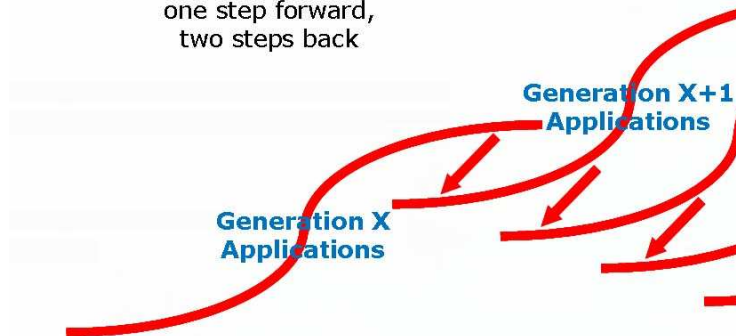 one step forward,
two steps back
Generation X+1
Applications
Generation X
Applications